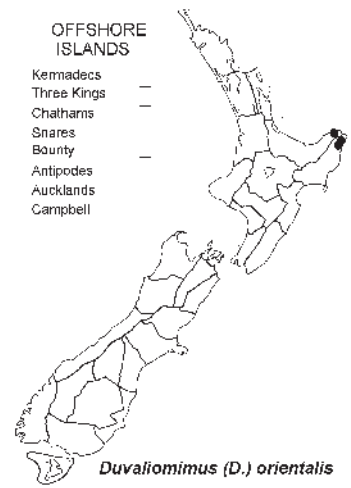 OFFSHORE
ISLANDS
Kermadecs
Three Kings
Chathams
Snares
Bounty
Antipodes
Aucklands
Campbell
Duvaliomimus (D.) orientalis